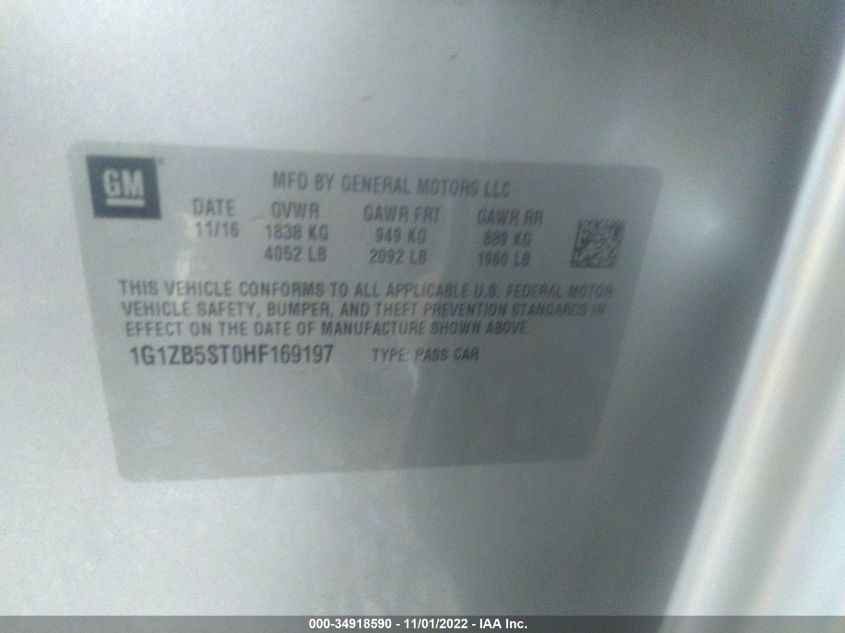 GM
MFD BY GENERAL MOTORS LLC
DATE GVWR GAWR FRT GAWR RR
11/16 1838 KG 949 KG 889 KG
4052 LB 2092 LB 1960 LB
THIS VEHICLE CONFORMS TO ALL APPLICABLE U.S. FEDERAL MOTOR
VEHICLE SAFETY, BUMPER, AND THEFT PREVENTION STANDARDS IN
EFFECT ON THE DATE OF MANUFACTURE SHOWN ABOVE.
1G1ZB5ST0HF169197 TYPE: PASS CAR
000-34918590 - 11/01/2022 - IAA Inc.